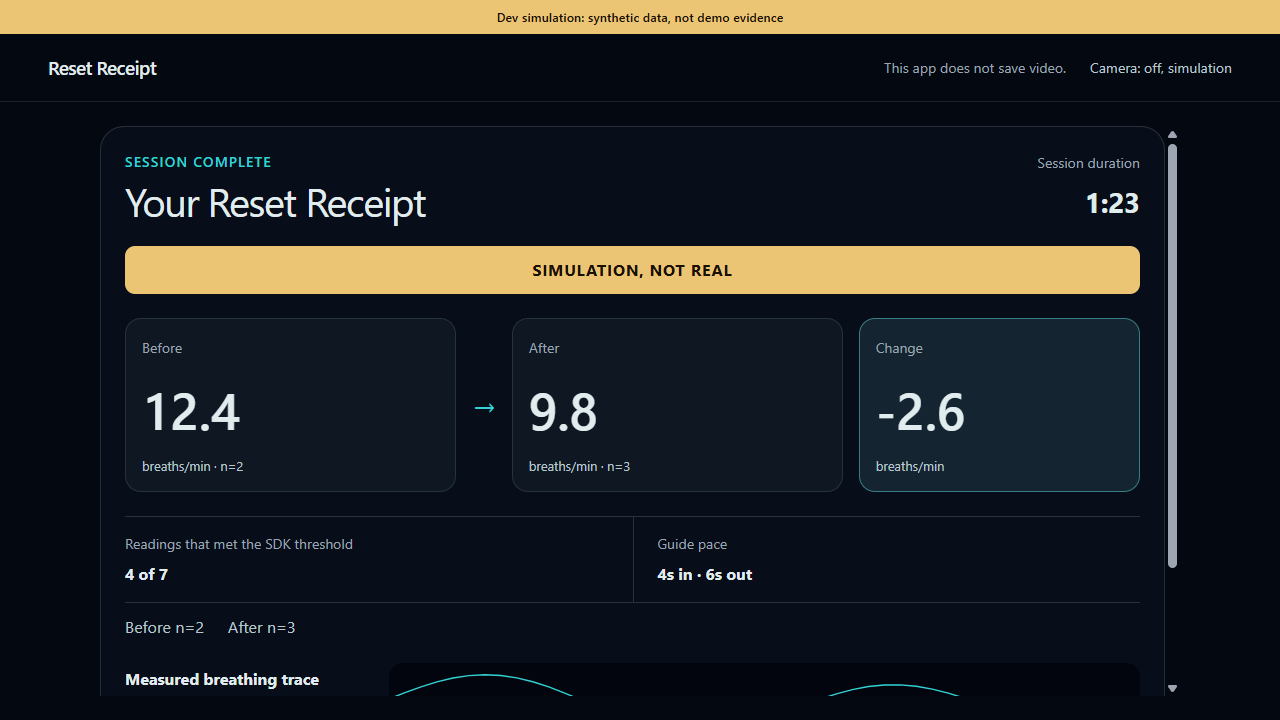 Dev simulation: synthetic data, not demo evidence
Reset Receipt
This app does not save video.
Camera: off, simulation
SESSION COMPLETE
Session duration
Your Reset Receipt
1:23
SIMULATION, NOT REAL
Before
12.4
breaths/min · n=2
→
After
9.8
breaths/min · n=3
Change
-2.6
breaths/min
Readings that met the SDK threshold
4 of 7
Guide pace
4s in · 6s out
Before n=2
After n=3
Measured breathing trace